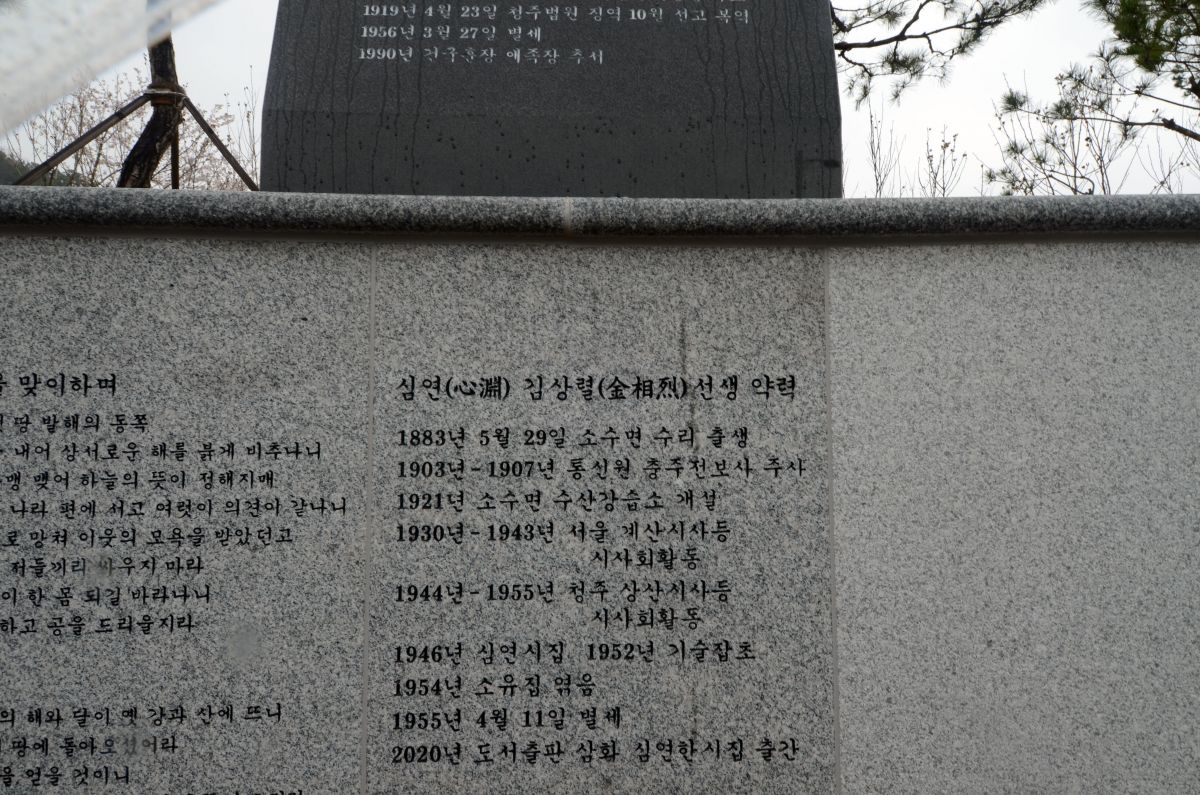 1919년 4월 23일 청주법원 징역 10월 선고 복역
1956년 3월 27일 별세
1990년 건국훈장 애족장 추서
맞이하며
땅 발해의 동쪽
내어 상서로운 해를 붉게 비추나니
맹 맺어 하늘의 뜻이 정해지매
나라 편에 서고 여럿이 의견이 같나니
로 망쳐 이웃의 모욕을 받았던고
저들끼리 싸우지 마라
이 한 몸 되길 바라나니
하고 공을 드리울지라
의 해와 달이 옛 강과 산에 뜨니
땅에 돌아오셨어라
을 얻을 것이니
심연(心淵) 김상렬(金相烈)선생 약력
1883년 5월 29일 소수면 수리 출생
1903년-1907년 통신원 충주전보사 주사
1921년 소수면 수산강습소 개설
1930년-1943년 서울 계산시사등
시사회활동
1944년-1955년 청주 상산시사등
시사회활동
1946년 심연시집 1952년 기술잡초
1954년 소유집 엮음
1955년 4월 11일 별세
2020년 도서출판 삼화 심연한시집 출간